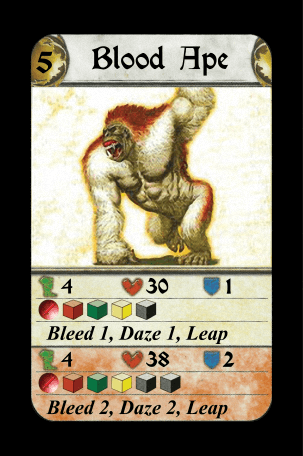 5 Blood Ape
4 30 1
Bleed 1, Daze 1, Leap
4 38 2
Bleed 2, Daze 2, Leap